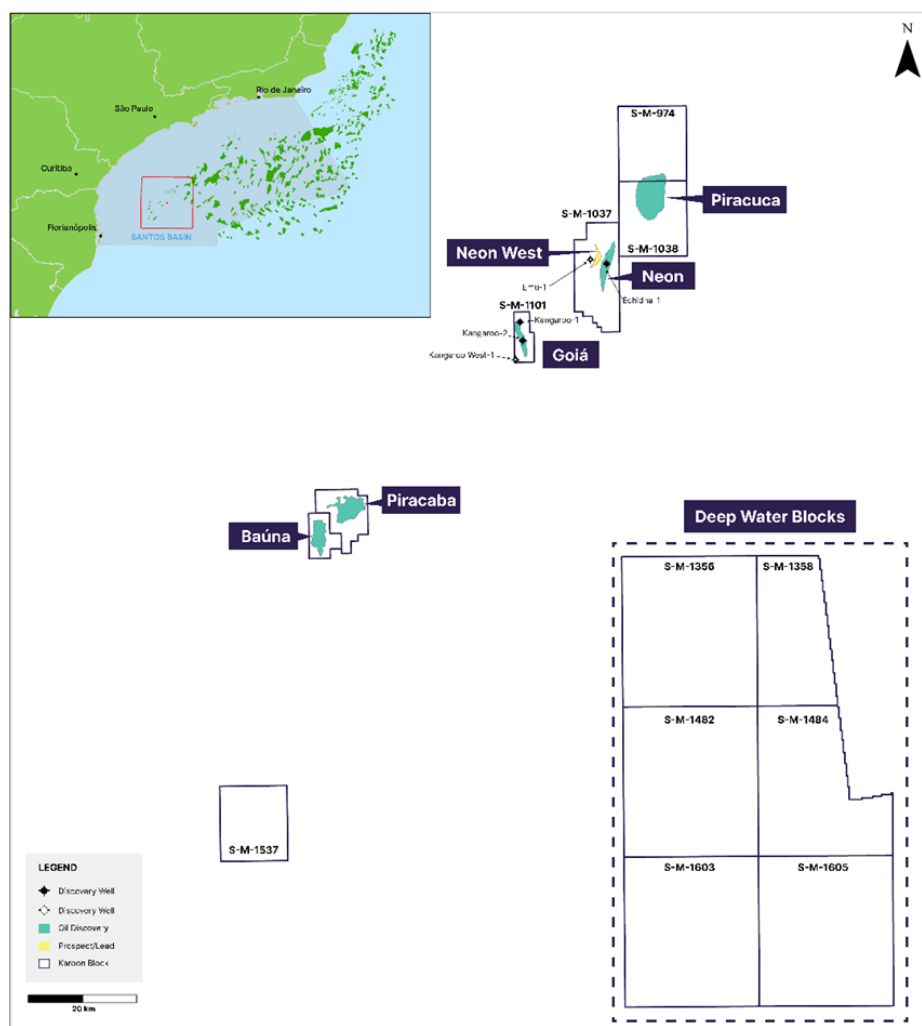 Rio de Janeiro
São Paulo
Curitiba
Florianópolis
SANTOS BASIN
N
S-M-974
Piracuca
S-M-1037
S-M-1038
Neon West
Neon
Emu-1
Echidna-1
S-M-1101
Kangaroo-1
Kangaroo-2
Kangaroo West-1
Goiá
Piracaba
Baúna
Deep Water Blocks
S-M-1356
S-M-1358
S-M-1482
S-M-1484
S-M-1537
S-M-1603
S-M-1605
LEGEND
Discovery Well
Discovery Well
Oil Discovery
Prospect/Lead
Karoon Block
20 km